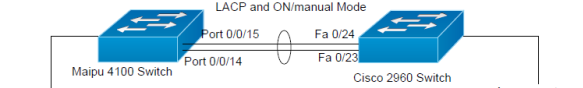 LACP and ON/manual Mode
Port 0/0/15 Fa 0/24
Port 0/0/14 Fa 0/23
Maipu 4100 Switch Cisco 2960 Switch